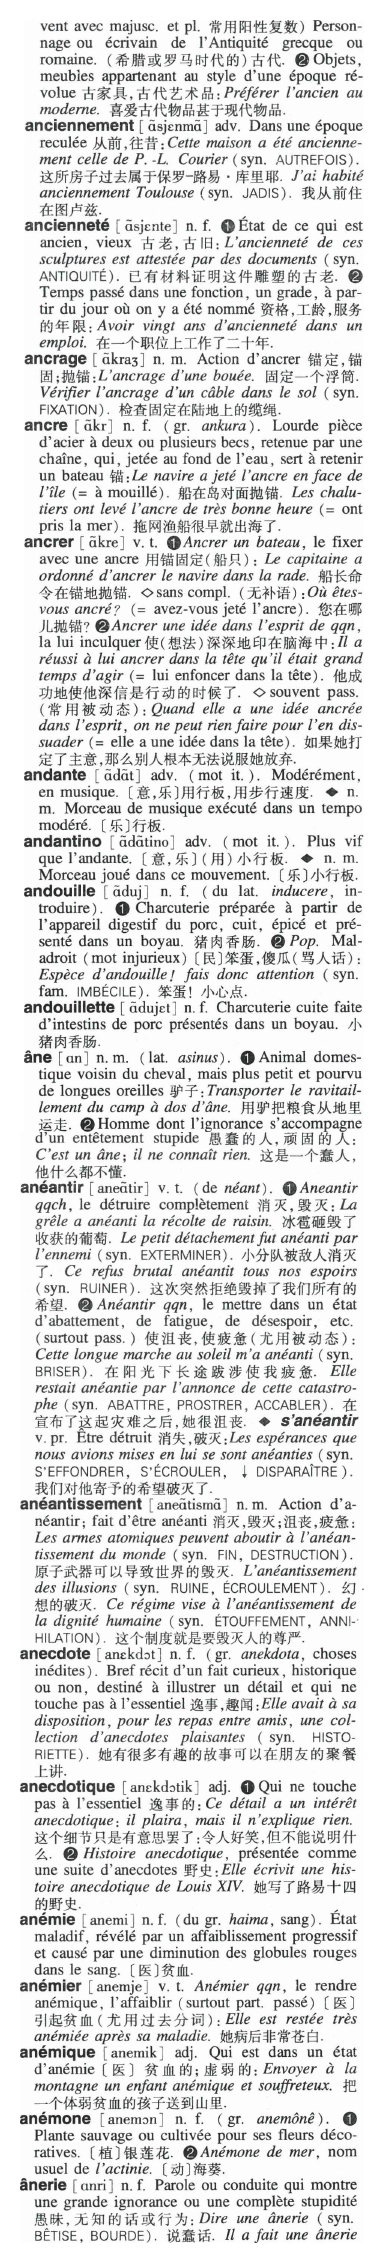 vent avec majusc. et pl. 常用阳性复数) Person-
nage ou écrivain de l'Antiquité grecque ou
romaine. (希腊或罗马时代的) 古代. ❷ Objets,
meubles appartenant au style d'une époque ré-
volue 古家具,古代艺术品: Préférer l'ancien au
moderne. 喜爱古代物品甚于现代物品.
anciennement [ɑ̃sjɛnmɑ̃] adv. Dans une époque
reculée 从前,往昔: Cette maison a été ancienne-
ment celle de P. -L. Courier (syn. AUTREFOIS).
这所房子过去属于保罗-路易·库里耶. J'ai habité
anciennement Toulouse (syn. JADIS). 我从前住
在图卢兹.
ancienneté [ɑ̃sjɛnte] n. f. ❶ État de ce qui est
ancien, vieux 古老,古旧: L'ancienneté de ces
sculptures est attestée par des documents (syn.
ANTIQUITÉ). 已有材料证明这件雕塑的古老. ❷
Temps passé dans une fonction, un grade, à par-
tir du jour où on y a été nommé 资格,工龄,服务
的年限: Avoir vingt ans d'ancienneté dans un
emploi. 在一个职位上工作了二十年.
ancrage [ɑ̃kraʒ] n. m. Action d'ancrer 锚定,锚
固;抛锚: L'ancrage d'une bouée. 固定一个浮筒.
Vérifier l'ancrage d'un câble dans le sol (syn.
FIXATION). 检查固定在陆地上的缆绳.
ancre [ɑ̃kr] n. f. (gr. ankura). Lourde pièce
d'acier à deux ou plusieurs becs, retenue par une
chaîne, qui, jetée au fond de l'eau, sert à retenir
un bateau 锚: Le navire a jeté l'ancre en face de
l'île (= à mouillé). 船在岛对面抛锚. Les chalu-
tiers ont levé l'ancre de très bonne heure (= ont
pris la mer). 拖网渔船很早就出海了.
ancrer [ɑ̃kre] v. t. ❶ Ancrer un bateau, le fixer
avec une ancre 用锚固定(船只): Le capitaine a
ordonné d'ancrer le navire dans la rade. 船长命
令在锚地抛锚. ◇ sans compl. (无补语): Où êtes-
vous ancré? (= avez-vous jeté l'ancre). 您在哪
儿抛锚? ❷ Ancrer une idée dans l'esprit de qqn,
la lui inculquer 使(想法)深深地印在脑海中: Il a
réussi à lui ancrer dans la tête qu'il était grand
temps d'agir (= lui enfoncer dans la tête). 他成
功地使他深信是行动的时候了. ◇ souvent pass.
(常用被动态): Quand elle a une idée ancrée
dans l'esprit, on ne peut rien faire pour l'en dis-
suader (= elle a une idée dans la tête). 如果她打
定了主意,那么别人根本无法说服她放弃.
andante [ɑ̃dɑ̃t] adv. (mot it.). Modérément,
en musique. [意,乐]用行板,用步行速度. ◆ n.
m. Morceau de musique exécuté dans un tempo
modéré. [乐]行板.
andantino [ɑ̃dɑ̃tino] adv. (mot it.). Plus vif
que l'andante. [意,乐](用)小行板. ◆ n. m.
Morceau joué dans ce mouvement. [乐]小行板.
andouille [ɑ̃duj] n. f. (du lat. inducere, in-
troduire). ❶ Charcuterie préparée à partir de
l'appareil digestif du porc, cuit, épicé et pré-
senté dans un boyau. 猪肉香肠. ❷ Pop. Mal-
adroit (mot injurieux) [民]笨蛋,傻瓜(骂人话):
Espèce d'andouille! fais donc attention (syn.
fam. IMBÉCILE). 笨蛋! 小心点.
andouillette [ɑ̃dujɛt] n. f. Charcuterie cuite faite
d'intestins de porc présentés dans un boyau. 小
猪肉香肠.
âne [ɑn] n. m. (lat. asinus). ❶ Animal domes-
tique voisin du cheval, mais plus petit et pourvu
de longues oreilles 驴子: Transporter le ravitail-
lement du camp à dos d'âne. 用驴把粮食从地里
运走. ❷ Homme dont l'ignorance s'accompagne
d'un entêtement stupide 愚蠢的人,顽固的人:
C'est un âne; il ne connaît rien. 这是一个蠢人,
他什么都不懂.
anéantir [aneɑ̃tir] v. t. (de néant). ❶ Aneantir
qqch, le détruire complètement 消灭,毁灭: La
grêle a anéanti la récolte de raisin. 冰雹砸毁了
收获的葡萄. Le petit détachement fut anéanti par
l'ennemi (syn. EXTERMINER). 小分队被敌人消灭
了. Ce refus brutal anéantit tous nos espoirs
(syn. RUINER). 这次突然拒绝毁掉了我们所有的
希望. ❷ Anéantir qqn, le mettre dans un état
d'abattement, de fatigue, de désespoir, etc.
(surtout pass.) 使沮丧,使疲惫(尤用被动态):
Cette longue marche au soleil m'a anéanti (syn.
BRISER). 在阳光下长途跋涉使我疲惫. Elle
restait anéantie par l'annonce de cette catastro-
phe (syn. ABATTRE, PROSTRER, ACCABLER). 在
宣布了这起灾难之后,她很沮丧. ◆ s'anéantir
v. pr. Être détruit 消失,破灭: Les espérances que
nous avions mises en lui se sont anéanties (syn.
S'EFFONDRER, S'ÉCROULER, ↓ DISPARAÎTRE).
我们对他寄予的希望破灭了.
anéantissement [aneɑ̃tismɑ̃] n. m. Action d'a-
néantir; fait d'être anéanti 消灭,毁灭;沮丧,疲惫:
Les armes atomiques peuvent aboutir à l'anéan-
tissement du monde (syn. FIN, DESTRUCTION).
原子武器可以导致世界的毁灭. L'anéantissement
des illusions (syn. RUINE, ÉCROULEMENT). 幻
想的破灭. Ce régime vise à l'anéantissement de
la dignité humaine (syn. ÉTOUFFEMENT, ANNI-
HILATION). 这个制度就是要毁灭人的尊严.
anecdote [anɛkdɔt] n. f. (gr. anekdota, choses
inédites). Bref récit d'un fait curieux, historique
ou non, destiné à illustrer un détail et qui ne
touche pas à l'essentiel 逸事,趣闻: Elle avait à sa
disposition, pour les repas entre amis, une col-
lection d'anecdotes plaisantes (syn. HISTO-
RIETTE). 她有很多有趣的故事可以在朋友的聚餐
上讲.
anecdotique [anɛkdɔtik] adj. ❶ Qui ne touche
pas à l'essentiel 逸事的: Ce détail a un intérêt
anecdotique: il plaira, mais il n'explique rien.
这个细节只是有意思罢了:令人好笑,但不能说明什
么. ❷ Histoire anecdotique, présentée comme
une suite d'anecdotes 野史: Elle écrivit une his-
toire anecdotique de Louis XIV. 她写了路易十四
的野史.
anémie [anemi] n. f. (du gr. haima, sang). État
maladif, révélé par un affaiblissement progressif
et causé par une diminution des globules rouges
dans le sang. [医]贫血.
anémier [anemje] v. t. Anémier qqn, le rendre
anémique, l'affaiblir (surtout part. passé) [医]
引起贫血(尤用过去分词): Elle est restée très
anémiée après sa maladie. 她病后非常苍白.
anémique [anemik] adj. Qui est dans un état
d'anémie [医] 贫血的; 虚弱的: Envoyer à la
montagne un enfant anémique et souffreteux. 把
一个体弱贫血的孩子送到山里.
anémone [anemɔn] n. f. (gr. anemônê). ❶
Plante sauvage ou cultivée pour ses fleurs déco-
ratives. [植]银莲花. ❷ Anémone de mer, nom
usuel de l'actinie. [动]海葵.
ânerie [ɑnri] n. f. Parole ou conduite qui montre
une grande ignorance ou une complète stupidité
愚昧,无知的话或行为: Dire une ânerie (syn.
BÊTISE, BOURDE). 说蠢话. Il a fait une ânerie